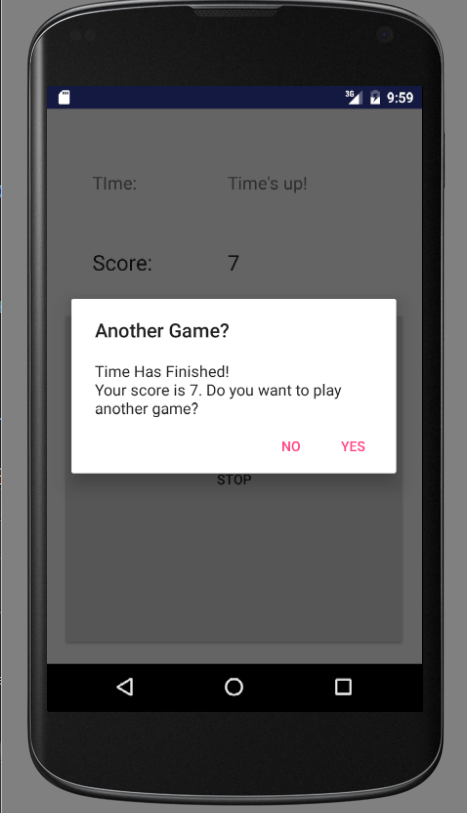 3G 9:59
TIme: Time's up!
Score: 7
Another Game?
Time Has Finished!
Your score is 7. Do you want to play
another game?
NO YES
STOP